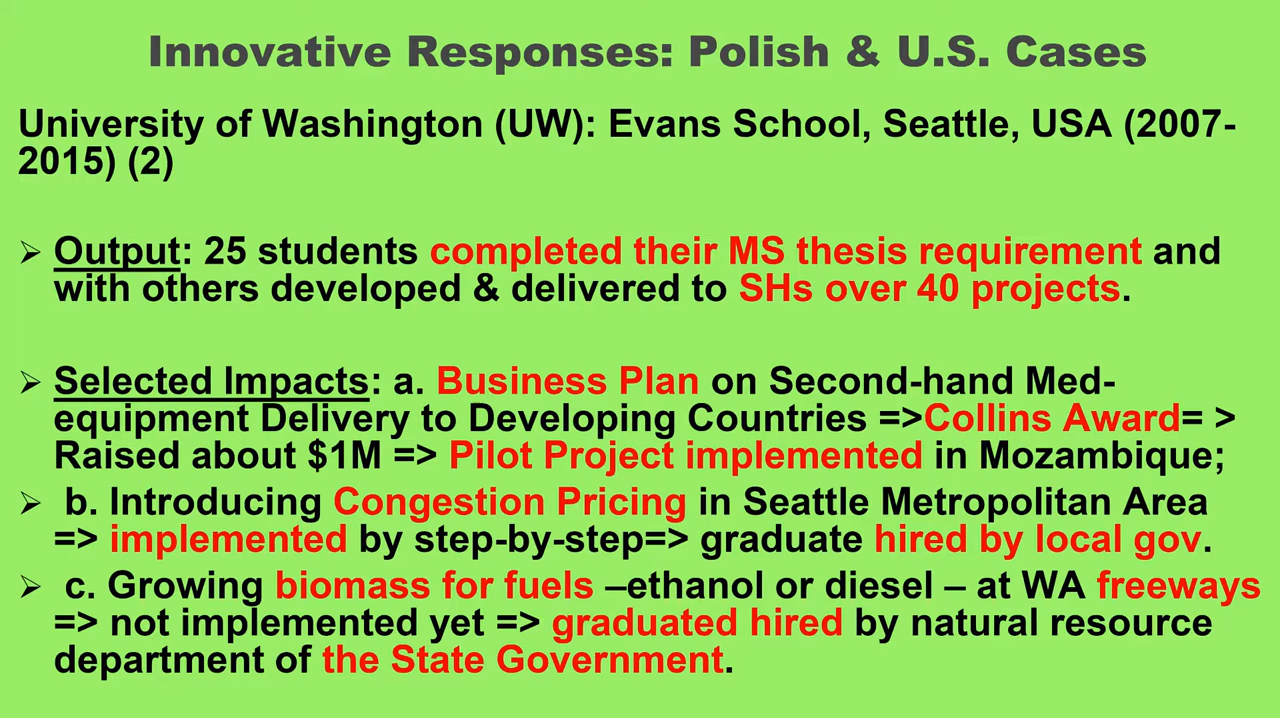 Innovative Responses: Polish & U.S. Cases
University of Washington (UW): Evans School, Seattle, USA (2007-
2015) (2)
➢ Output: 25 students completed their MS thesis requirement and
with others developed & delivered to SHs over 40 projects.
➢ Selected Impacts: a. Business Plan on Second-hand Med-
equipment Delivery to Developing Countries =>Collins Award= >
Raised about $1M => Pilot Project implemented in Mozambique;
➢ b. Introducing Congestion Pricing in Seattle Metropolitan Area
=> implemented by step-by-step=> graduate hired by local gov.
➢ c. Growing biomass for fuels –ethanol or diesel – at WA freeways
=> not implemented yet => graduated hired by natural resource
department of the State Government.